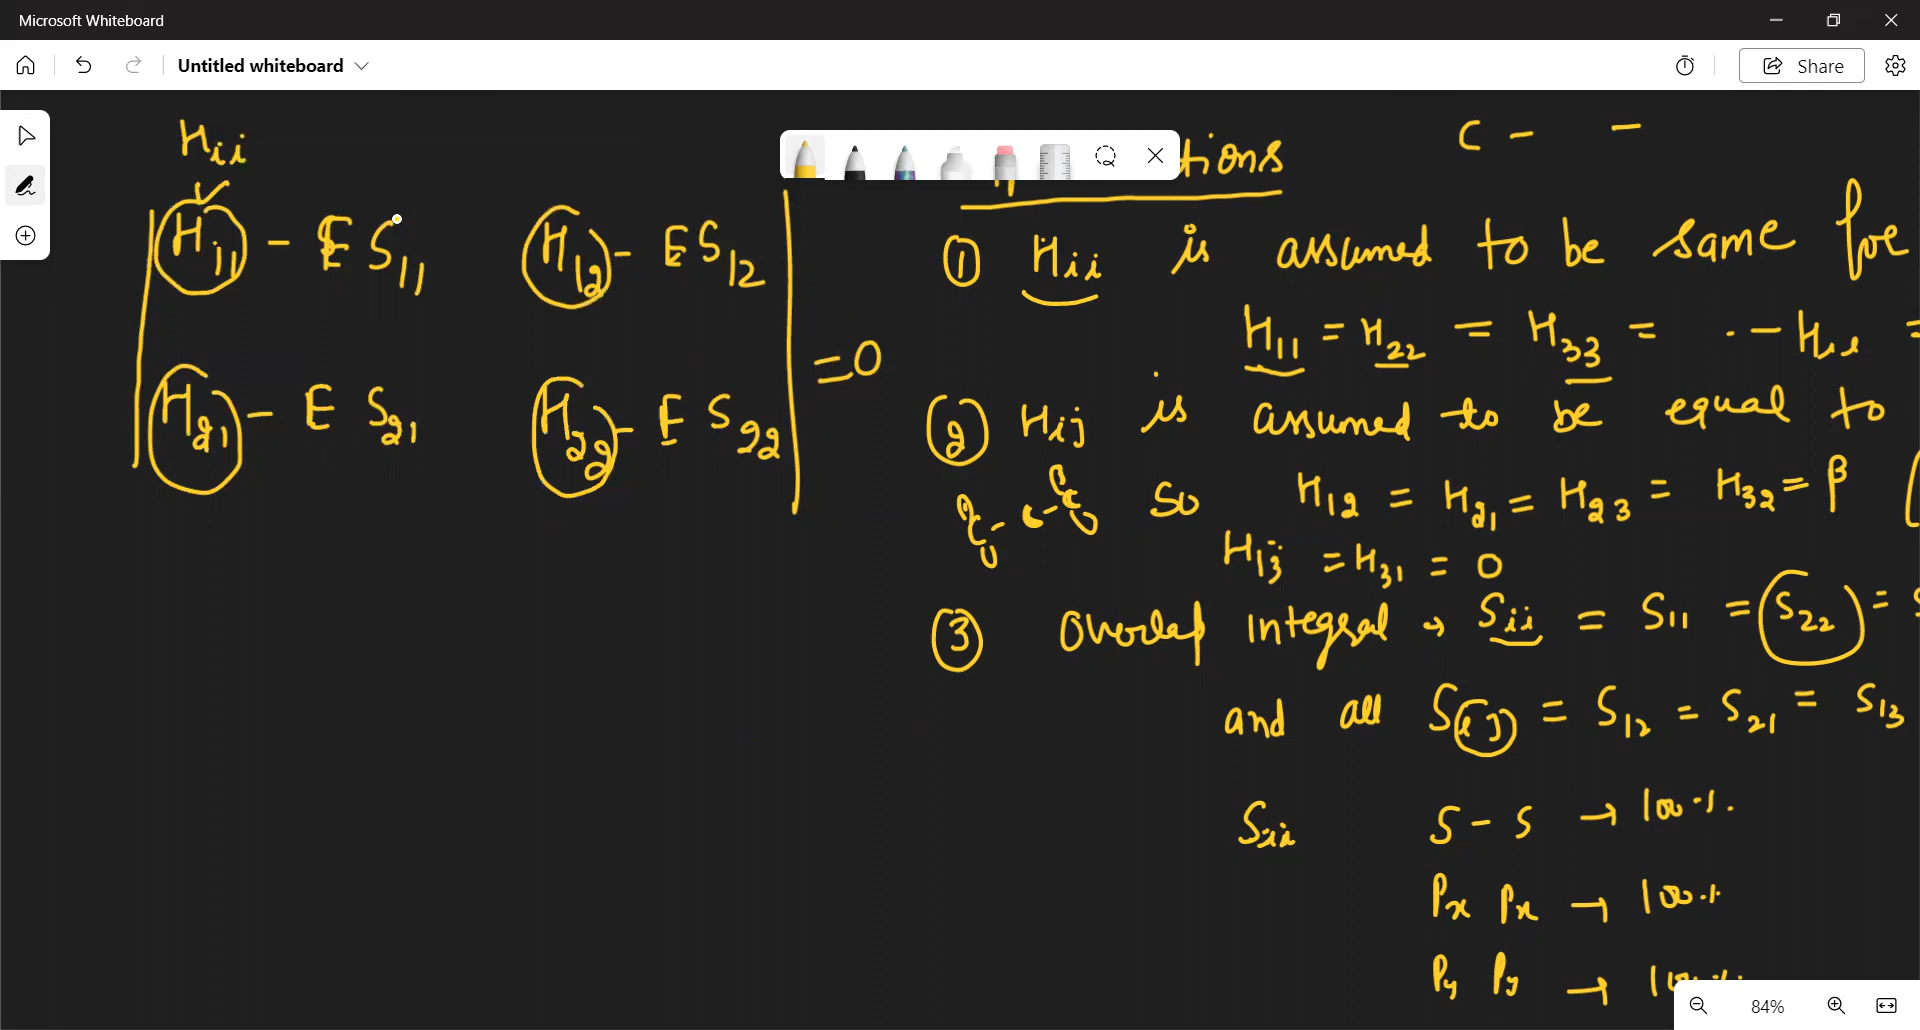 Microsoft Whiteboard
Untitled whiteboard
Share
Hii
H11 - E S11 H12 - E S12
H21 - E S21 H22 - E S22
= 0
tions
C - -
① Hii is assumed to be same for
H11 = H22 = H33 = . - Hii =
② Hij is assumed to be equal to
So H12 = H21 = H23 = H32 = β
H13 = H31 = 0
③ Overlap integral → Sii = S11 = S22 =
and all Sij = S12 = S21 = S13
Sii S - S → 100%
Px Px → 100%
Py Py →
84%